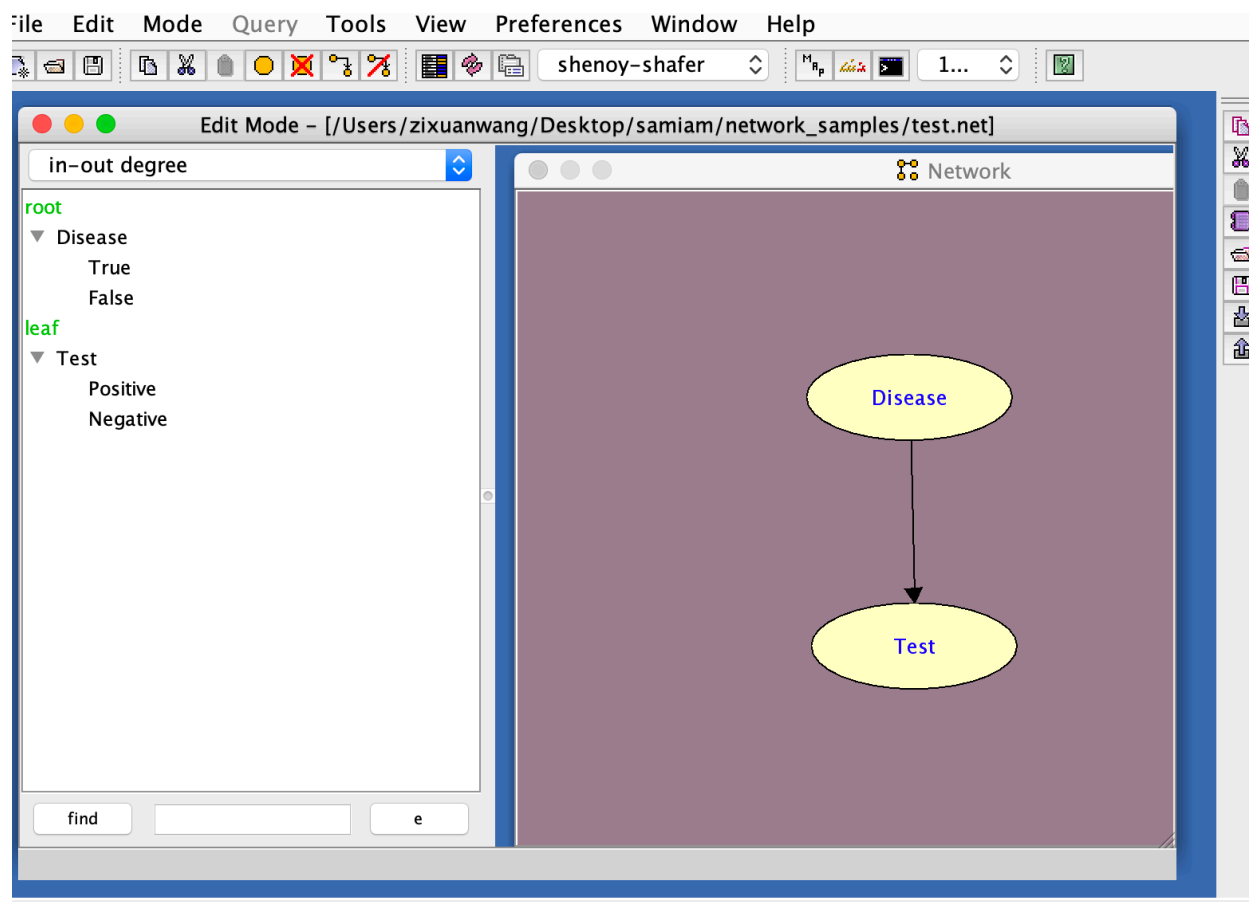 File Edit Mode Query Tools View Preferences Window Help
shenoy-shafer MAP 1...
Edit Mode – [/Users/zixuanwang/Desktop/samiam/network_samples/test.net]
in-out degree
Network
root
Disease
True
False
leaf
Test
Positive
Negative
Disease
Test
find
e